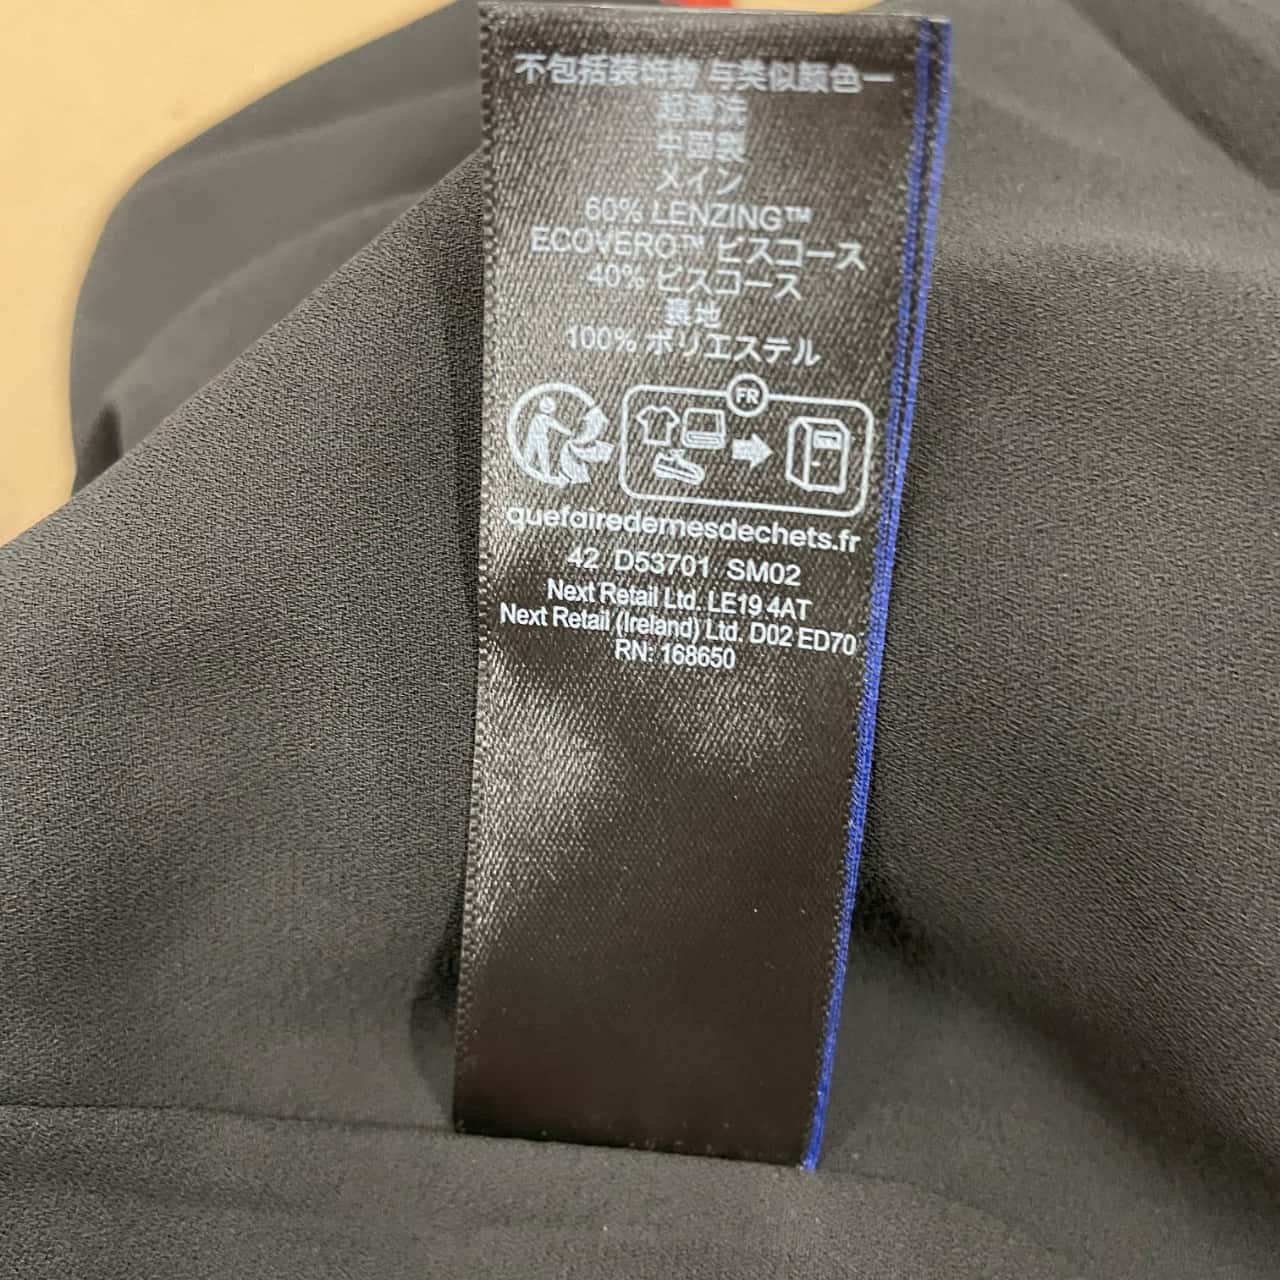 不包括装饰物 与类似颜色一
起清洗
中国製
メイン
60% LENZING™
ECOVERO™ ビスコース
40% ビスコース
裏地
100% ポリエステル
FR
quefairedemesdechets.fr
42 D53701 SM02
Next Retail Ltd. LE19 4AT
Next Retail (Ireland) Ltd. D02 ED70
RN: 168650